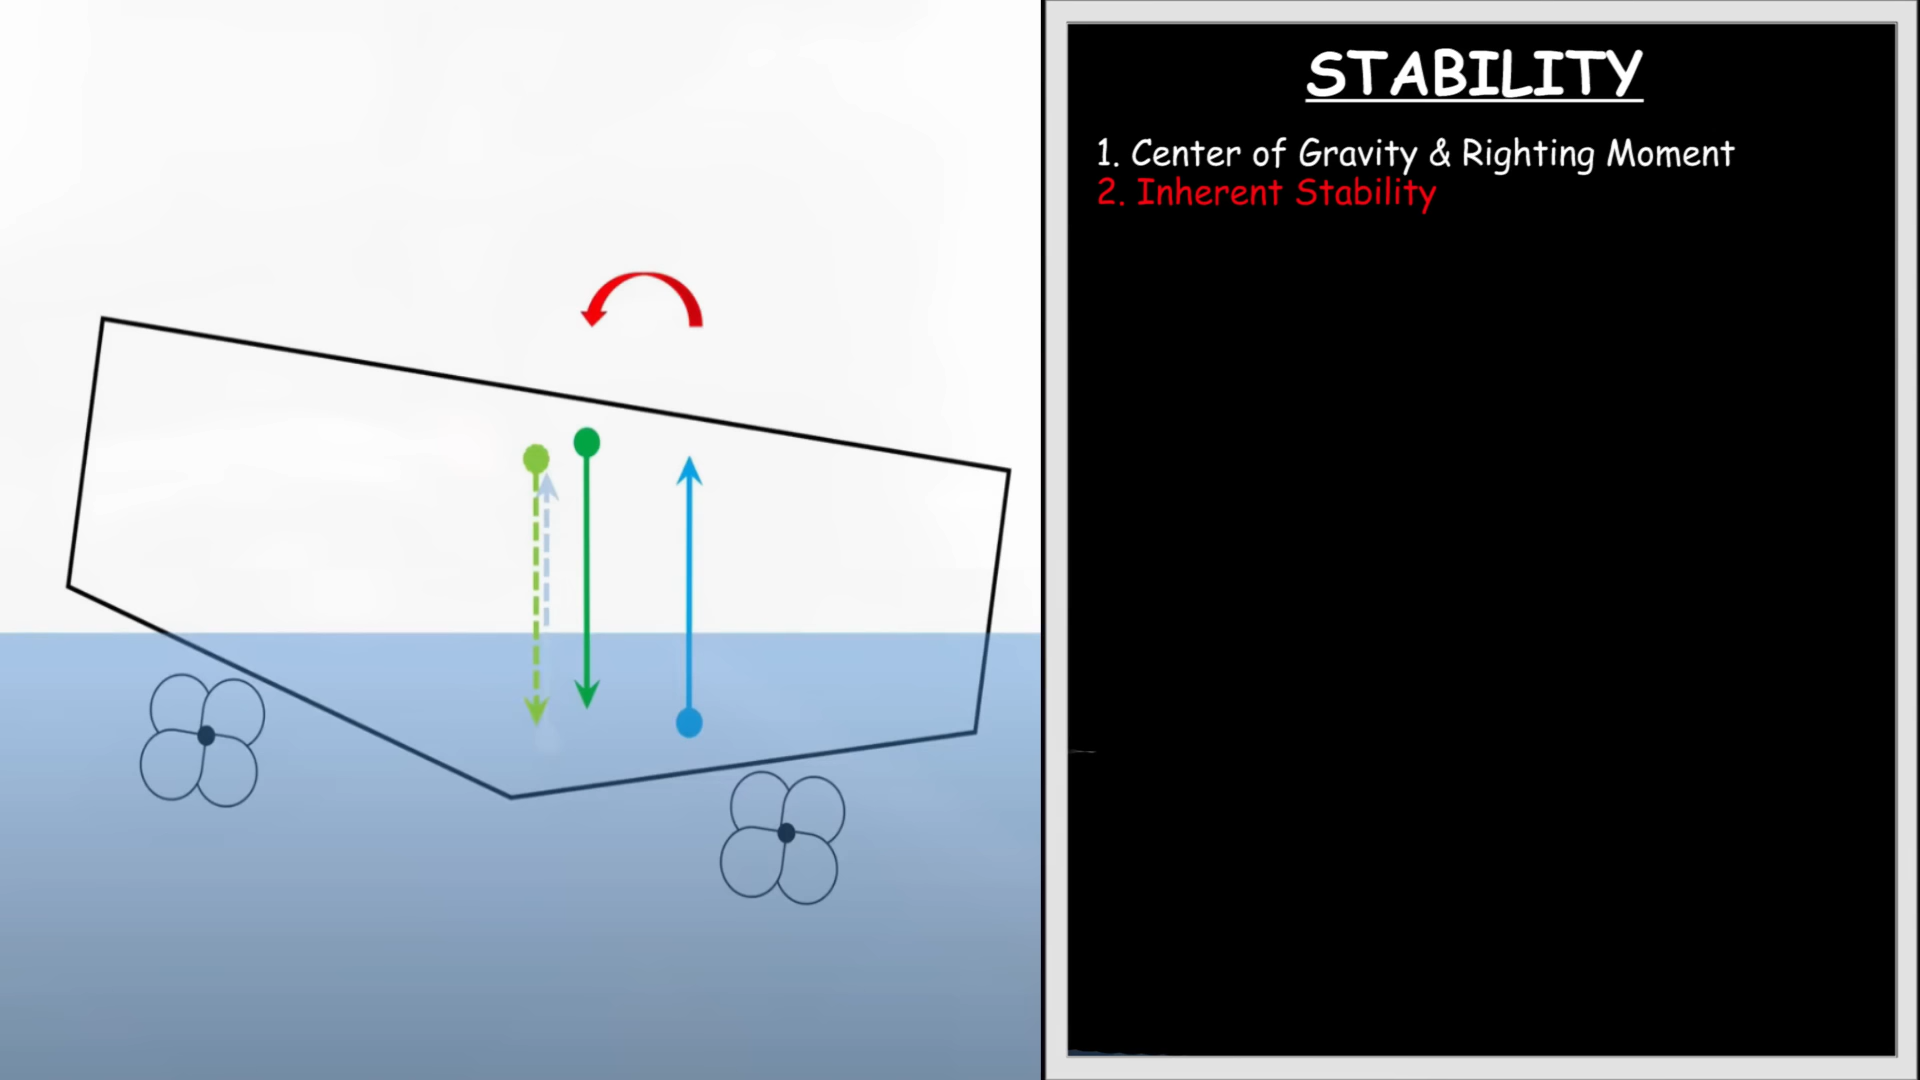 STABILITY
1. Center of Gravity & Righting Moment
2. Inherent Stability